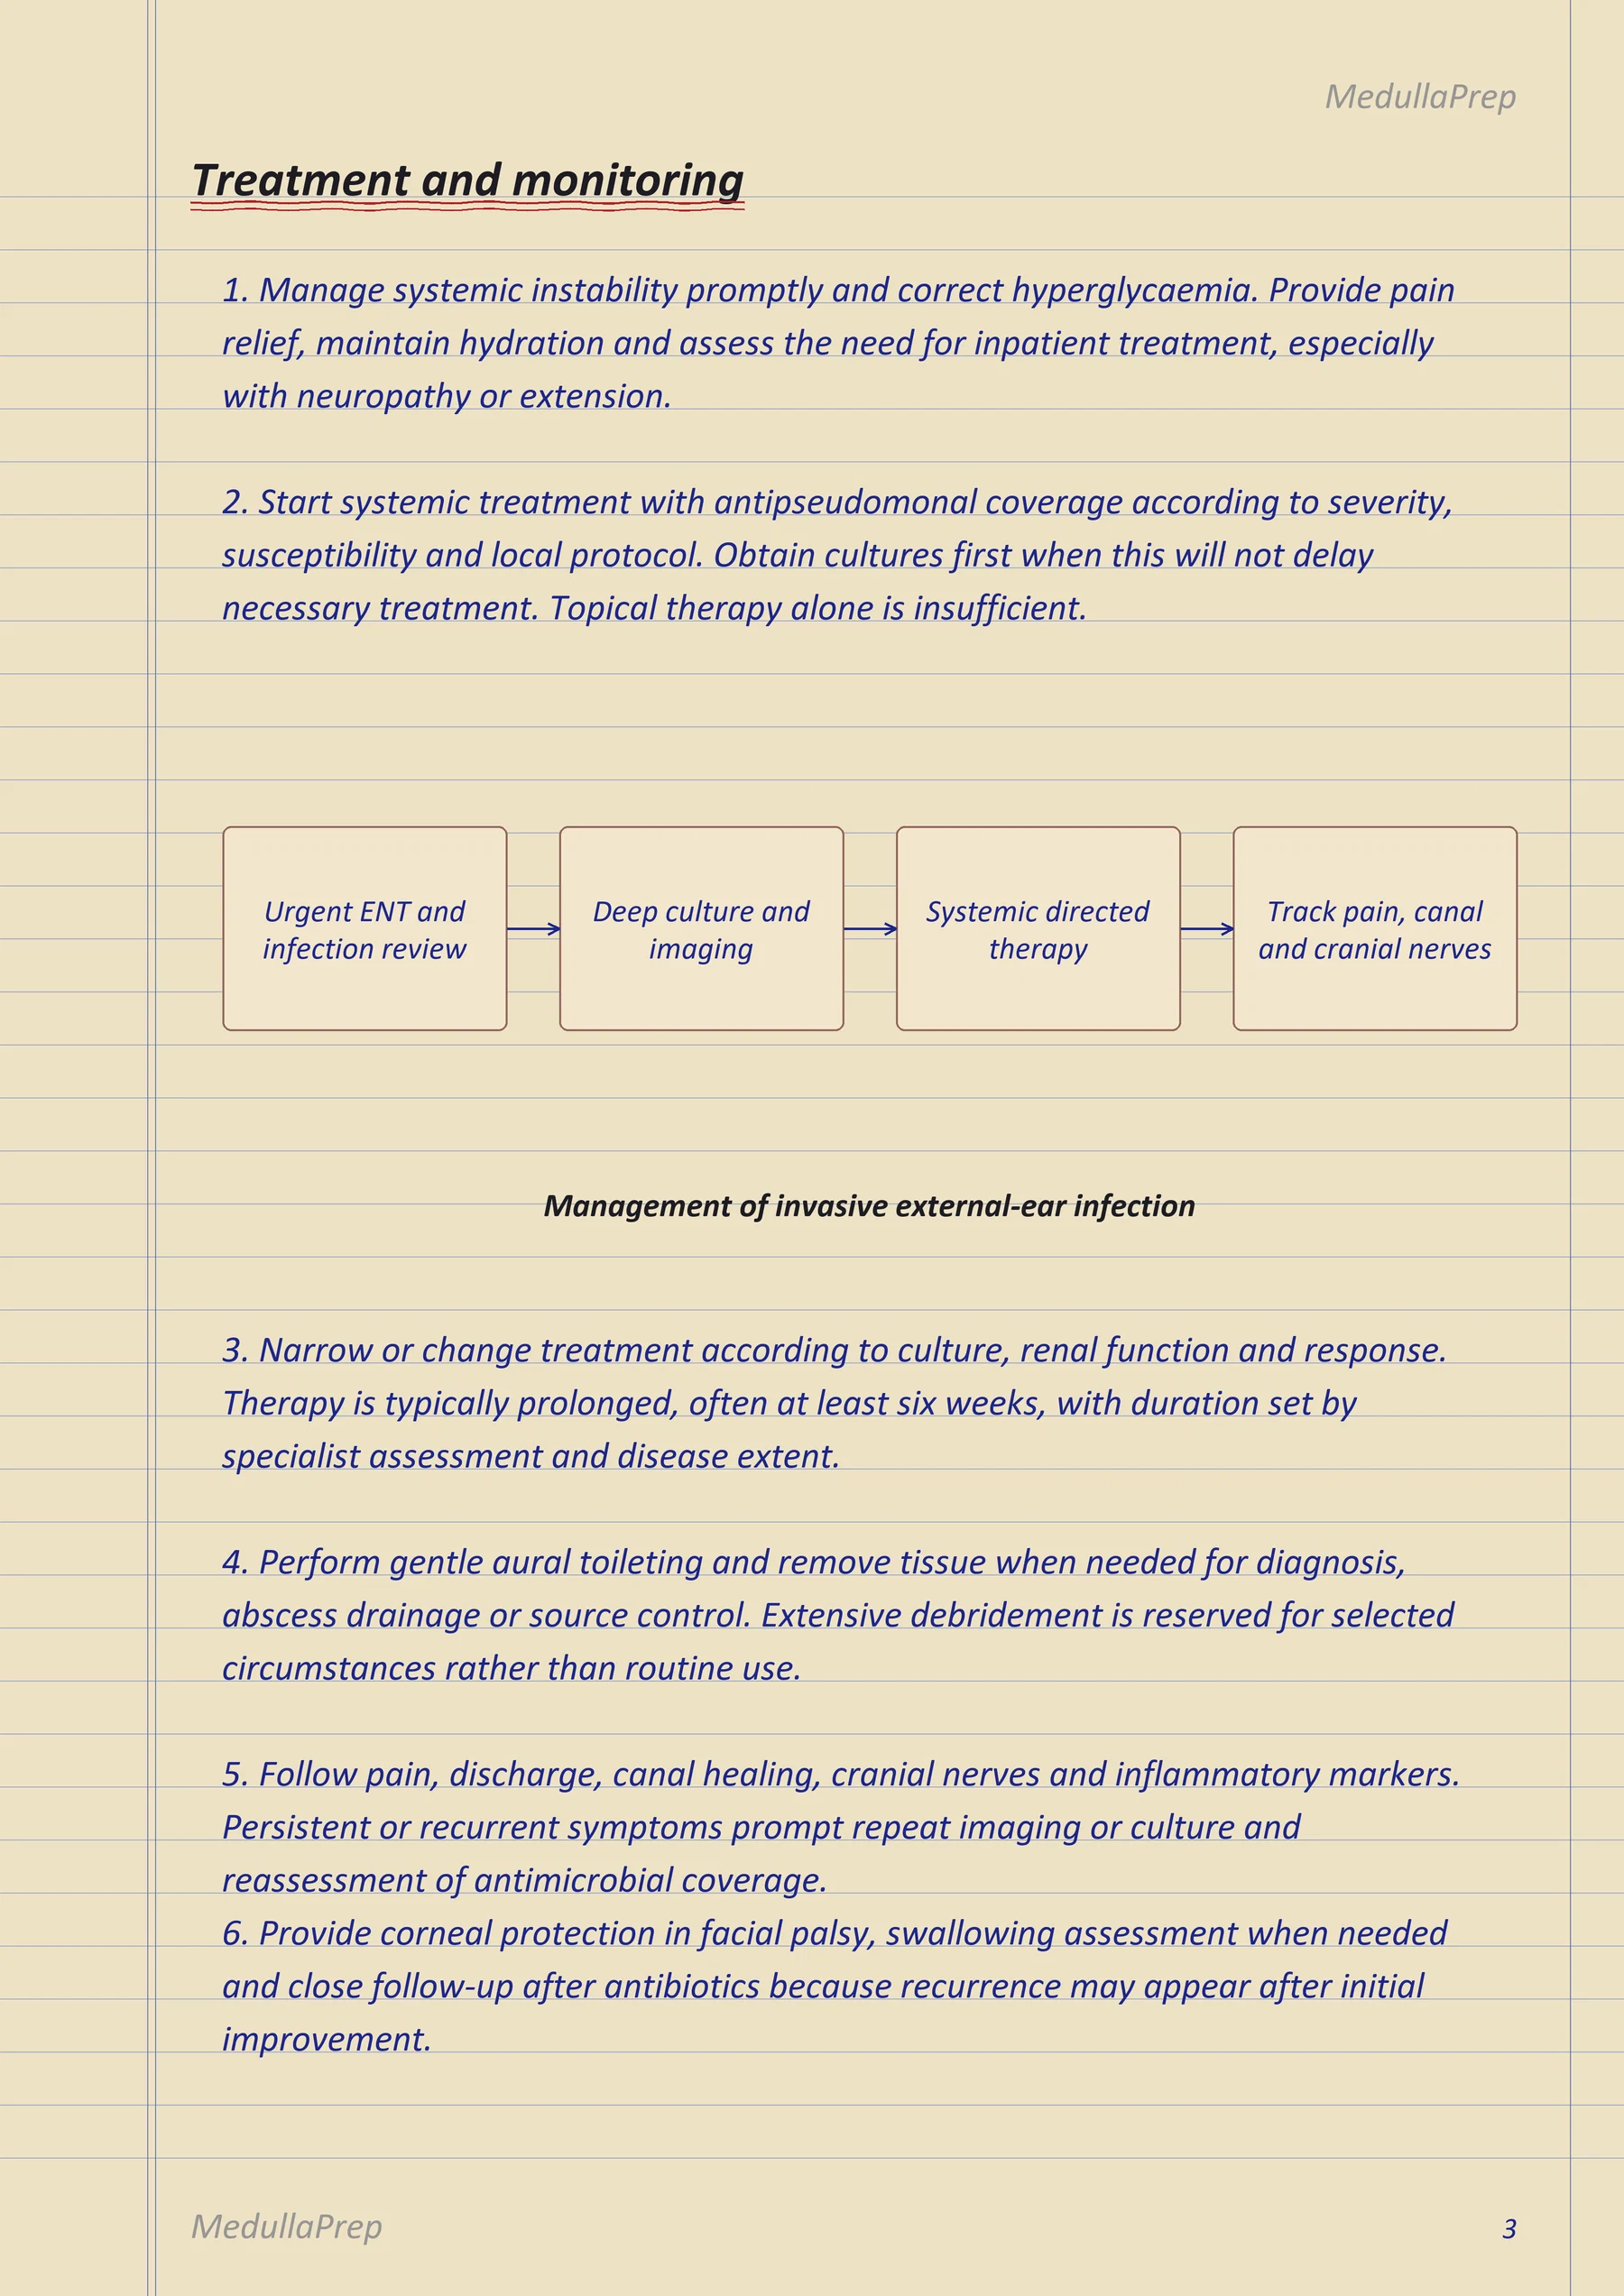 MedullaPrep
Treatment and monitoring
1. Manage systemic instability promptly and correct hyperglycaemia. Provide pain
relief, maintain hydration and assess the need for inpatient treatment, especially
with neuropathy or extension.
2. Start systemic treatment with antipseudomonal coverage according to severity,
susceptibility and local protocol. Obtain cultures first when this will not delay
necessary treatment. Topical therapy alone is insufficient.
Urgent ENT and
infection review
Deep culture and
imaging
Systemic directed
therapy
Track pain, canal
and cranial nerves
Management of invasive external-ear infection
3. Narrow or change treatment according to culture, renal function and response.
Therapy is typically prolonged, often at least six weeks, with duration set by
specialist assessment and disease extent.
4. Perform gentle aural toileting and remove tissue when needed for diagnosis,
abscess drainage or source control. Extensive debridement is reserved for selected
circumstances rather than routine use.
5. Follow pain, discharge, canal healing, cranial nerves and inflammatory markers.
Persistent or recurrent symptoms prompt repeat imaging or culture and
reassessment of antimicrobial coverage.
6. Provide corneal protection in facial palsy, swallowing assessment when needed
and close follow-up after antibiotics because recurrence may appear after initial
improvement.
MedullaPrep
3